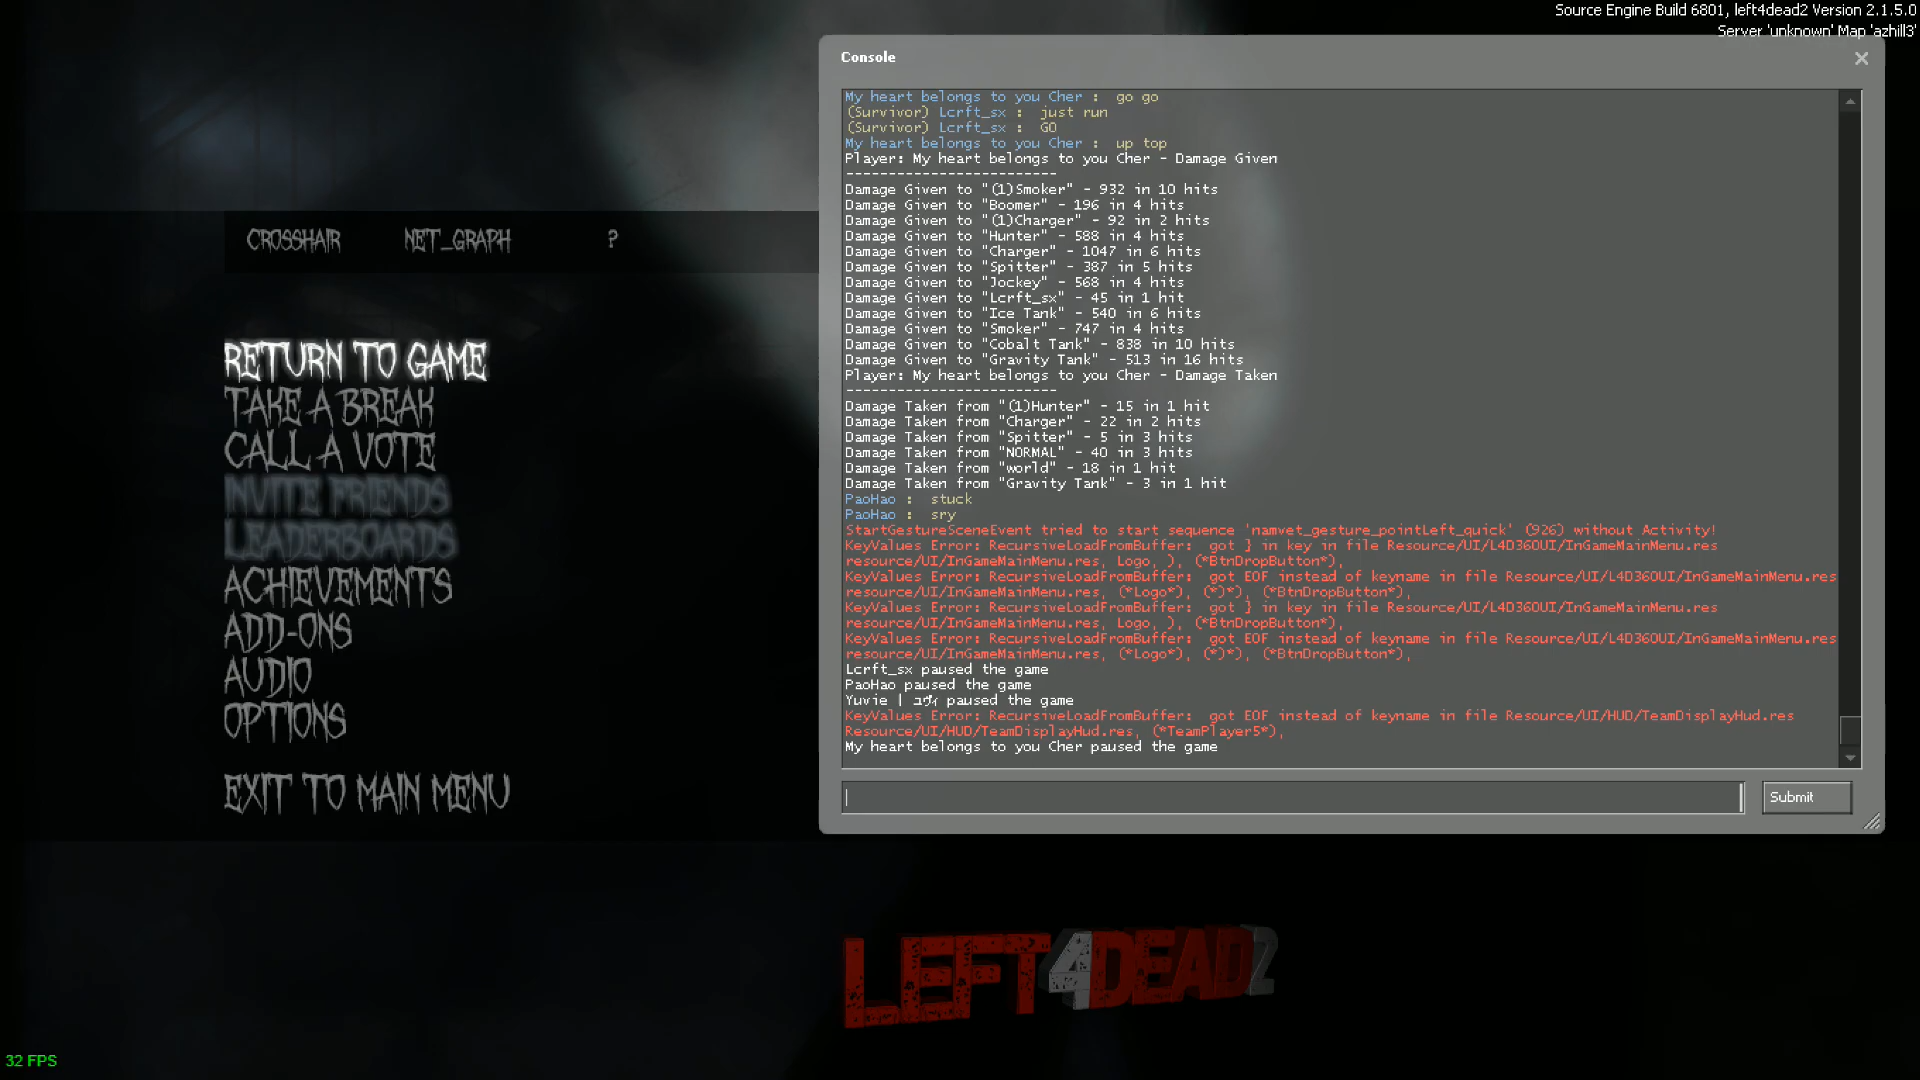 Source Engine Build 6801, left4dead2 Version 2.1.5.0
Server 'unknown' Map 'azhill3'
Console
My heart belongs to you Cher :  go go
(Survivor) Lcrft_sx :  just run
(Survivor) Lcrft_sx :  GO
My heart belongs to you Cher :  up top
Player: My heart belongs to you Cher - Damage Given
-------------------------
Damage Given to "(1)Smoker" - 932 in 10 hits
Damage Given to "Boomer" - 196 in 4 hits
Damage Given to "(1)Charger" - 92 in 2 hits
Damage Given to "Hunter" - 588 in 4 hits
Damage Given to "Charger" - 1047 in 6 hits
Damage Given to "Spitter" - 387 in 5 hits
Damage Given to "Jockey" - 568 in 4 hits
Damage Given to "Lcrft_sx" - 45 in 1 hit
Damage Given to "Ice Tank" - 540 in 6 hits
Damage Given to "Smoker" - 747 in 4 hits
Damage Given to "Cobalt Tank" - 838 in 10 hits
Damage Given to "Gravity Tank" - 513 in 16 hits
Player: My heart belongs to you Cher - Damage Taken
-------------------------
Damage Taken from "(1)Hunter" - 15 in 1 hit
Damage Taken from "Charger" - 22 in 2 hits
Damage Taken from "Spitter" - 5 in 3 hits
Damage Taken from "NORMAL" - 40 in 3 hits
Damage Taken from "world" - 18 in 1 hit
Damage Taken from "Gravity Tank" - 3 in 1 hit
PaoHao :  stuck
PaoHao :  sry
StartGestureSceneEvent tried to start sequence 'namvet_gesture_pointLeft_quick' (926) without Activity!
KeyValues Error: RecursiveLoadFromBuffer:  got } in key in file Resource/UI/L4D360UI/InGameMainMenu.res
resource/UI/InGameMainMenu.res, Logo, ), (*BtnDropButton*),
KeyValues Error: RecursiveLoadFromBuffer:  got EOF instead of keyname in file Resource/UI/L4D360UI/InGameMainMenu.res
resource/UI/InGameMainMenu.res, (*Logo*), (*)*), (*BtnDropButton*),
KeyValues Error: RecursiveLoadFromBuffer:  got } in key in file Resource/UI/L4D360UI/InGameMainMenu.res
resource/UI/InGameMainMenu.res, Logo, ), (*BtnDropButton*),
KeyValues Error: RecursiveLoadFromBuffer:  got EOF instead of keyname in file Resource/UI/L4D360UI/InGameMainMenu.res
resource/UI/InGameMainMenu.res, (*Logo*), (*)*), (*BtnDropButton*),
Lcrft_sx paused the game
PaoHao paused the game
Yuvie | ユヴィ paused the game
KeyValues Error: RecursiveLoadFromBuffer:  got EOF instead of keyname in file Resource/UI/HUD/TeamDisplayHud.res
Resource/UI/HUD/TeamDisplayHud.res, (*TeamPlayer5*),
My heart belongs to you Cher paused the game
Submit
CROSSHAIR NET_GRAPH ?
RETURN TO GAME
TAKE A BREAK
CALL A VOTE
INVITE FRIENDS
LEADERBOARDS
ACHIEVEMENTS
ADD-ONS
AUDIO
OPTIONS
EXIT TO MAIN MENU
LEFT4DEAD2
32 FPS